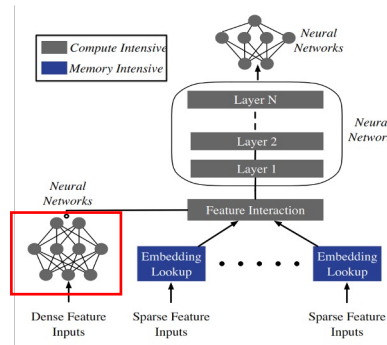 Compute Intensive
Memory Intensive
Neural
Networks
Layer N
Layer 2
Layer 1
Neural
Networks
Feature Interaction
Embedding
Lookup
Embedding
Lookup
Dense Feature
Inputs
Sparse Feature
Inputs
Sparse Feature
Inputs